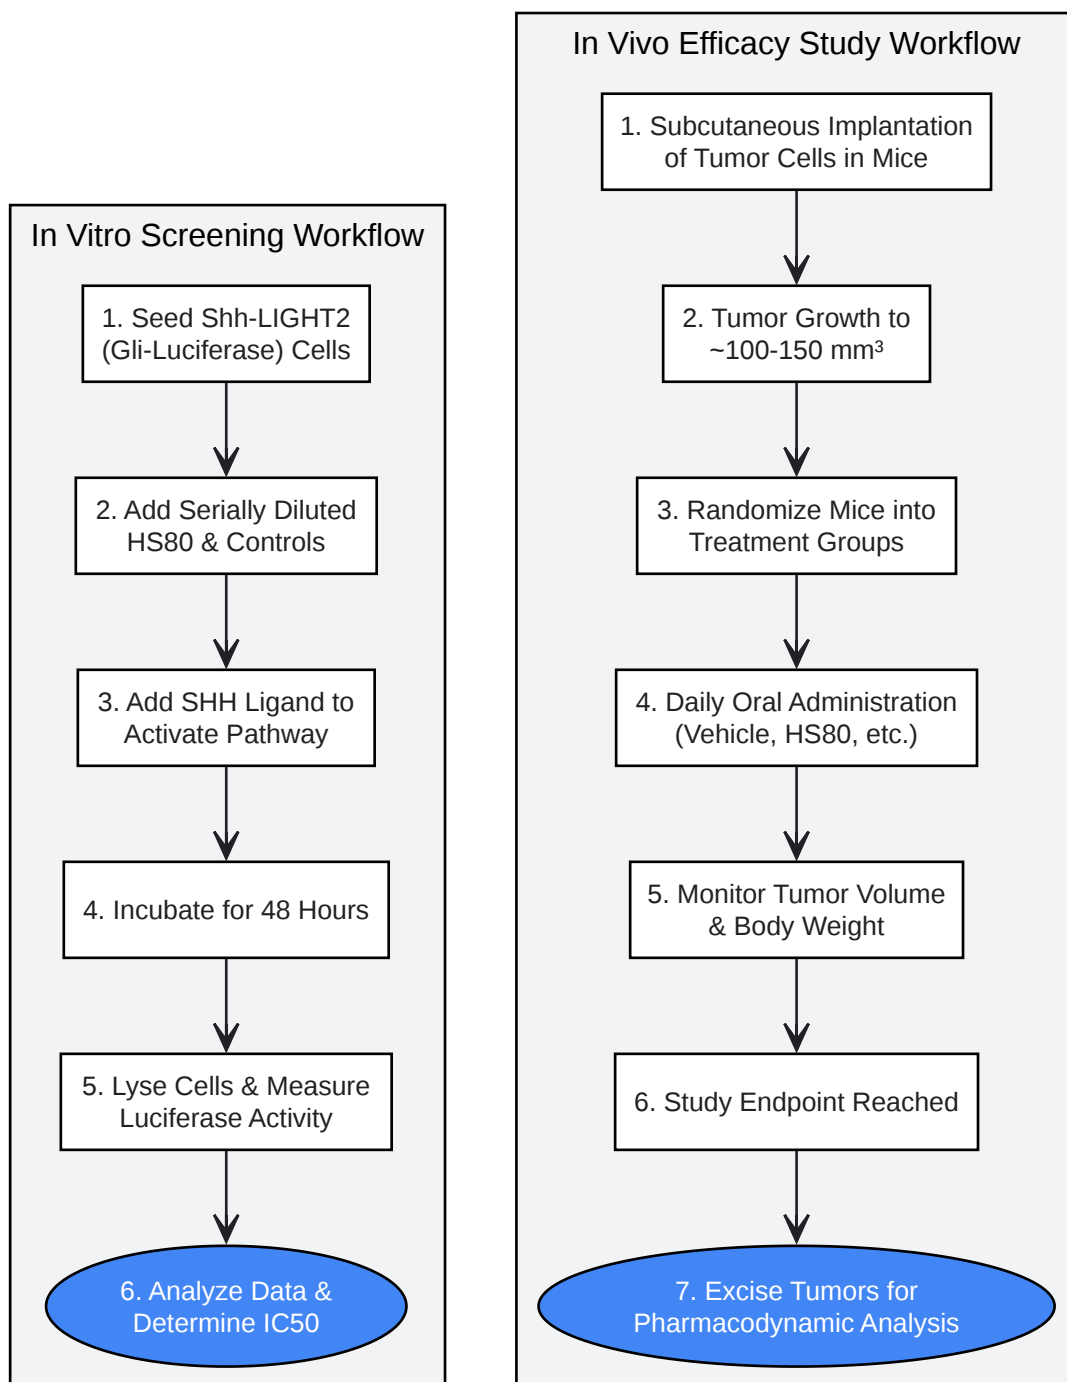 In Vitro Screening Workflow
1. Seed Shh-LIGHT2
(Gli-Luciferase) Cells
2. Add Serially Diluted
HS80 & Controls
3. Add SHH Ligand to
Activate Pathway
4. Incubate for 48 Hours
5. Lyse Cells & Measure
Luciferase Activity
6. Analyze Data &
Determine IC50
In Vivo Efficacy Study Workflow
1. Subcutaneous Implantation
of Tumor Cells in Mice
2. Tumor Growth to
~100-150 mm³
3. Randomize Mice into
Treatment Groups
4. Daily Oral Administration
(Vehicle, HS80, etc.)
5. Monitor Tumor Volume
& Body Weight
6. Study Endpoint Reached
7. Excise Tumors for
Pharmacodynamic Analysis